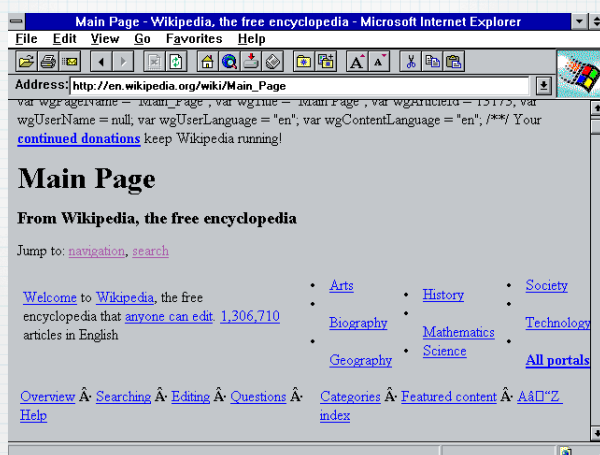 Main Page - Wikipedia, the free encyclopedia - Microsoft Internet Explorer
File Edit View Go Favorites Help
A A
Address: http://en.wikipedia.org/wiki/Main_Page
var wgPageName = "Main_Page"; var wgTitle = "Main Page"; var wgArticleId = 15173; var
wgUserName = null; var wgUserLanguage = "en"; var wgContentLanguage = "en"; /**/ Your
continued donations keep Wikipedia running!
Main Page
From Wikipedia, the free encyclopedia
Jump to: navigation, search
Welcome to Wikipedia, the free
encyclopedia that anyone can edit. 1,306,710
articles in English
• Arts
•
Biography
•
Geography
• History
•
Mathematics
• Science
• Society
•
Technology
•
All portals
Overview Â· Searching Â· Editing Â· Questions Â·
Help
Categories Â· Featured content Â· Aâ□“Z
index